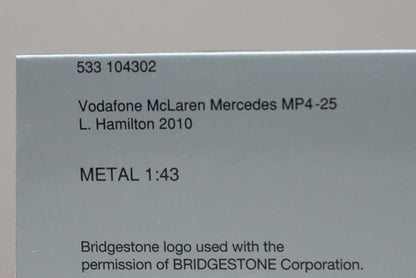 533 104302
Vodafone McLaren Mercedes MP4-25
L. Hamilton 2010
METAL 1:43
Bridgestone logo used with the
permission of BRIDGESTONE Corporation.